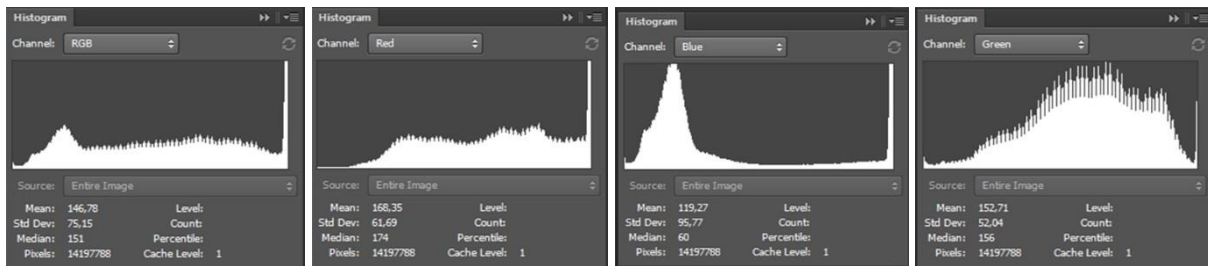 Histogram
Channel: RGB
Source: Entire Image
Mean: 146,78 Level:
Std Dev: 75,15 Count:
Median: 151 Percentile:
Pixels: 14197788 Cache Level: 1
Histogram
Channel: Red
Source: Entire Image
Mean: 168,35 Level:
Std Dev: 61,69 Count:
Median: 174 Percentile:
Pixels: 14197788 Cache Level: 1
Histogram
Channel: Blue
Source: Entire Image
Mean: 119,27 Level:
Std Dev: 95,77 Count:
Median: 60 Percentile:
Pixels: 14197788 Cache Level: 1
Histogram
Channel: Green
Source: Entire Image
Mean: 152,71 Level:
Std Dev: 52,04 Count:
Median: 156 Percentile:
Pixels: 14197788 Cache Level: 1